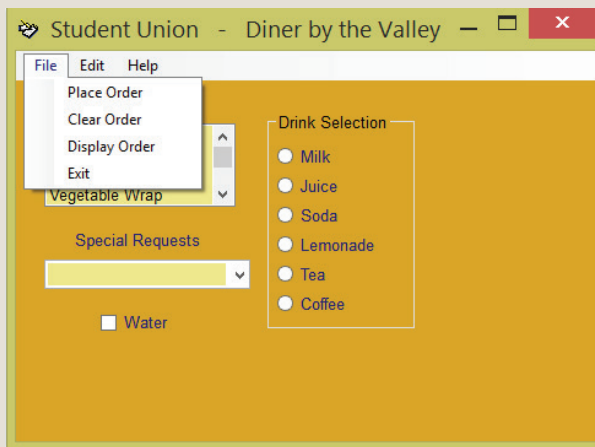 Student Union - Diner by the Valley
File Edit Help
Place Order
Clear Order
Display Order
Exit
Vegetable Wrap
Special Requests
Water
Drink Selection
Milk
Juice
Soda
Lemonade
Tea
Coffee